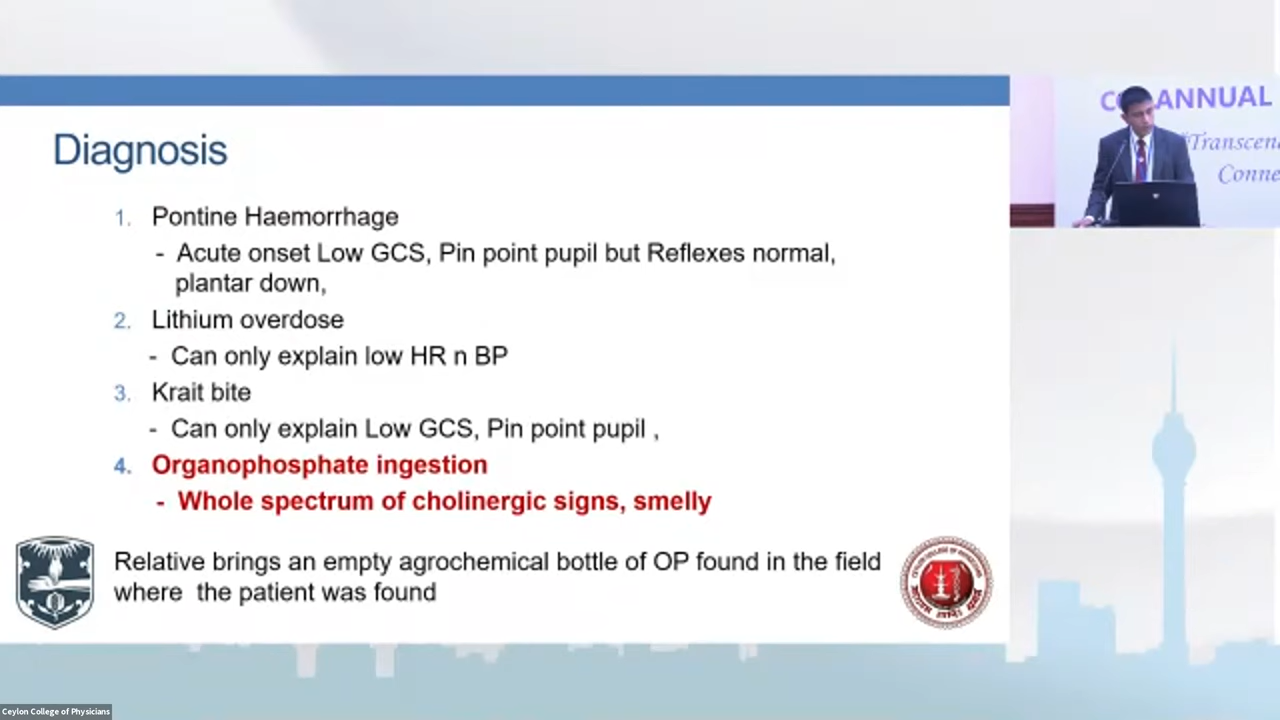 Diagnosis
1. Pontine Haemorrhage
- Acute onset Low GCS, Pin point pupil but Reflexes normal,
plantar down,
2. Lithium overdose
- Can only explain low HR n BP
3. Krait bite
- Can only explain Low GCS, Pin point pupil ,
4. Organophosphate ingestion
- Whole spectrum of cholinergic signs, smelly
Relative brings an empty agrochemical bottle of OP found in the field
where the patient was found
ANNUAL
Conne
Ceylon College of Physicians